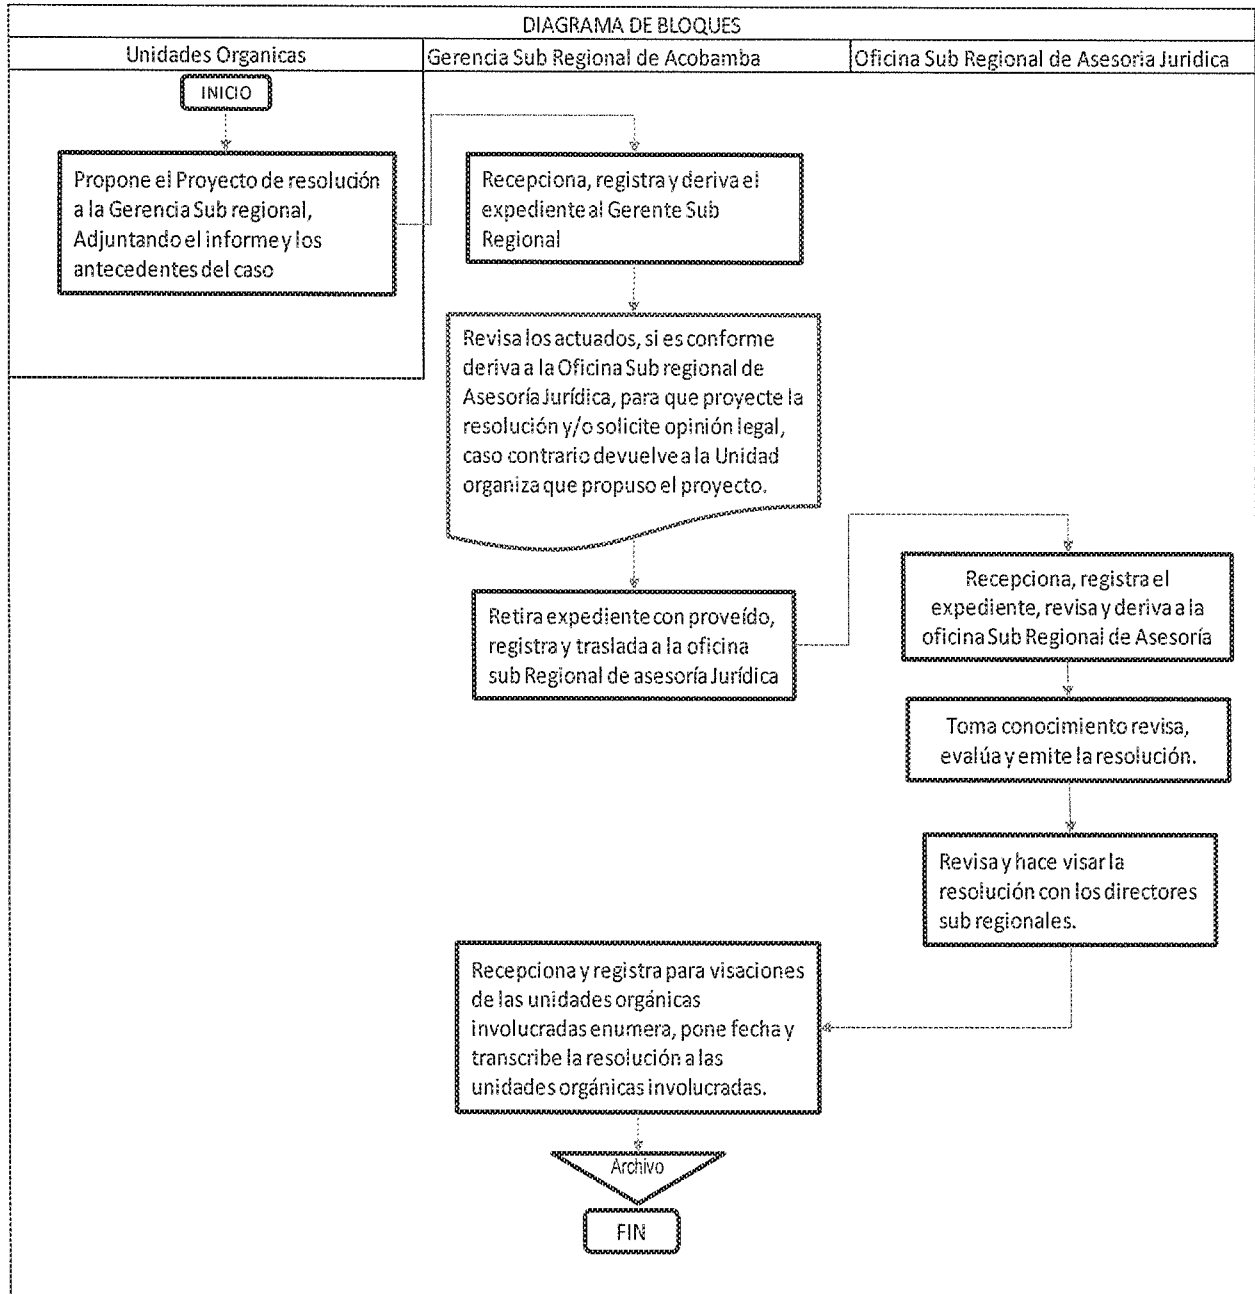 DIAGRAMA DE BLOQUES
Unidades Organicas
Gerencia Sub Regional de Acobamba
Oficina Sub Regional de Asesoria Juridica
INICIO
Propone el Proyecto de resolución
a la Gerencia Sub regional,
Adjuntando el informe y los
antecedentes del caso
Recepciona, registra y deriva el
expediente al Gerente Sub
Regional
Revisa los actuados, si es conforme
deriva a la Oficina Sub regional de
Asesoría Jurídica, para que proyecte la
resolución y/o solicite opinión legal,
caso contrario devuelve a la Unidad
organiza que propuso el proyecto.
Retira expediente con proveído,
registra y traslada a la oficina
sub Regional de asesoría Jurídica
Recepciona, registra el
expediente, revisa y deriva a la
oficina Sub Regional de Asesoría
Toma conocimiento revisa,
evalúa y emite la resolución.
Revisa y hace visar la
resolución con los directores
sub regionales.
Recepciona y registra para visaciones
de las unidades orgánicas
involucradas enumera, pone fecha y
transcribe la resolución a las
unidades orgánicas involucradas.
Archivo
FIN